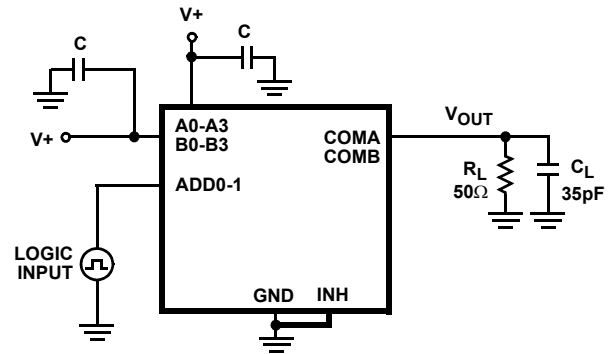 V+
C
C
V+
A0-A3
B0-B3
COMA
COMB
VOUT
ADD0-1
RL
50Ω
CL
35pF
LOGIC
INPUT
GND
INH